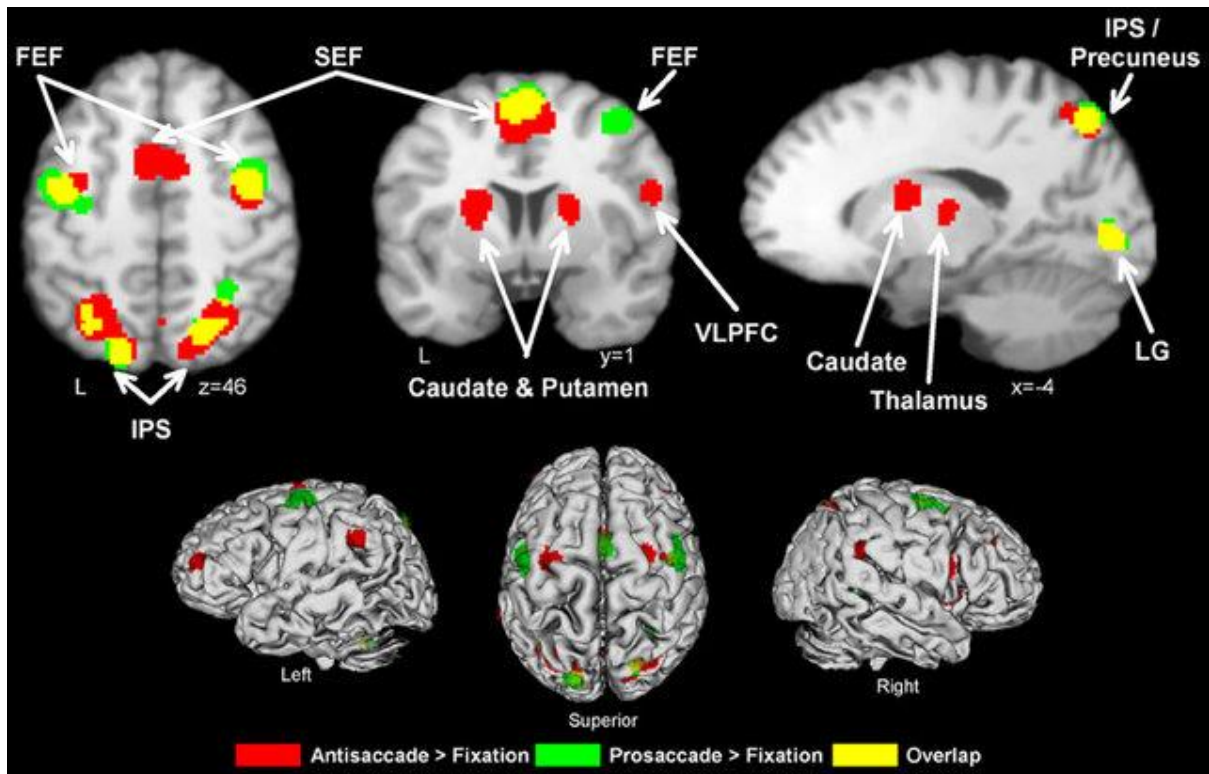 FEF
SEF
FEF
IPS /
Precuneus
VLPFC
L
z=46
L
y=1
Caudate & Putamen
IPS
Caudate
Thalamus
x=-4
LG
Left
Superior
Right
Antisaccade > Fixation
Prosaccade > Fixation
Overlap